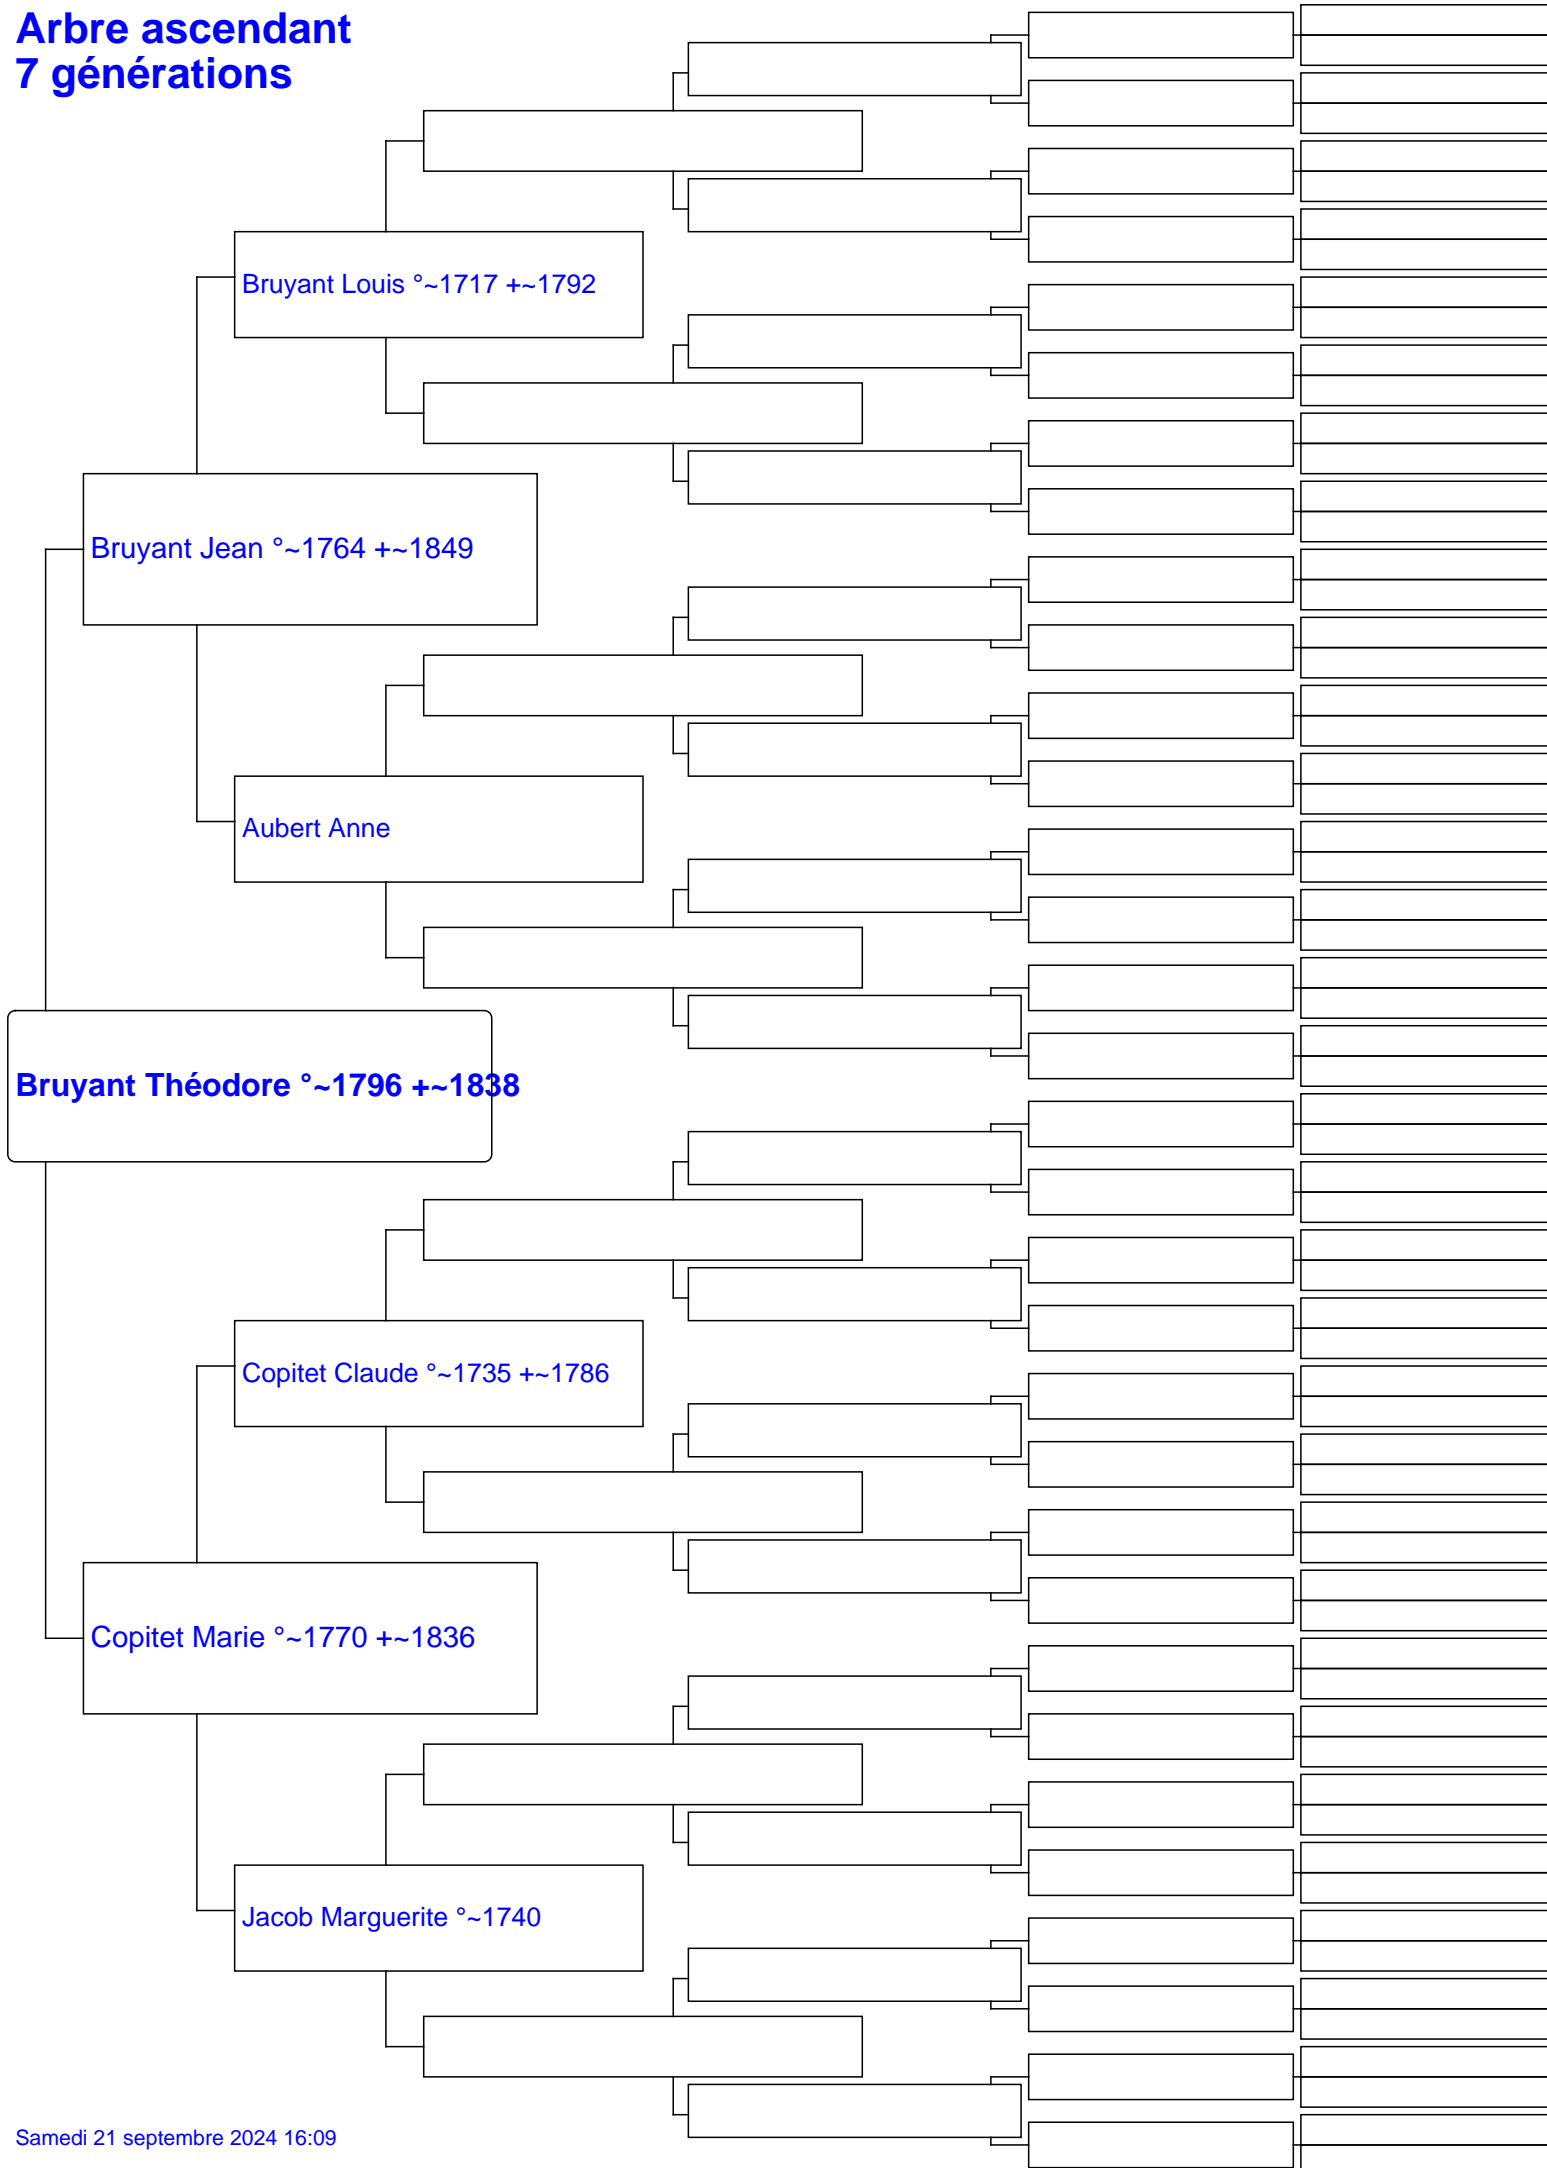 Arbre ascendant
7 générations
Bruyant Louis °~1717 +~1792
Bruyant Jean °~1764 +~1849
Aubert Anne
Bruyant Théodore °~1796 +~1838
Copitet Claude °~1735 +~1786
Copitet Marie °~1770 +~1836
Jacob Marguerite °~1740
Samedi 21 septembre 2024 16:09